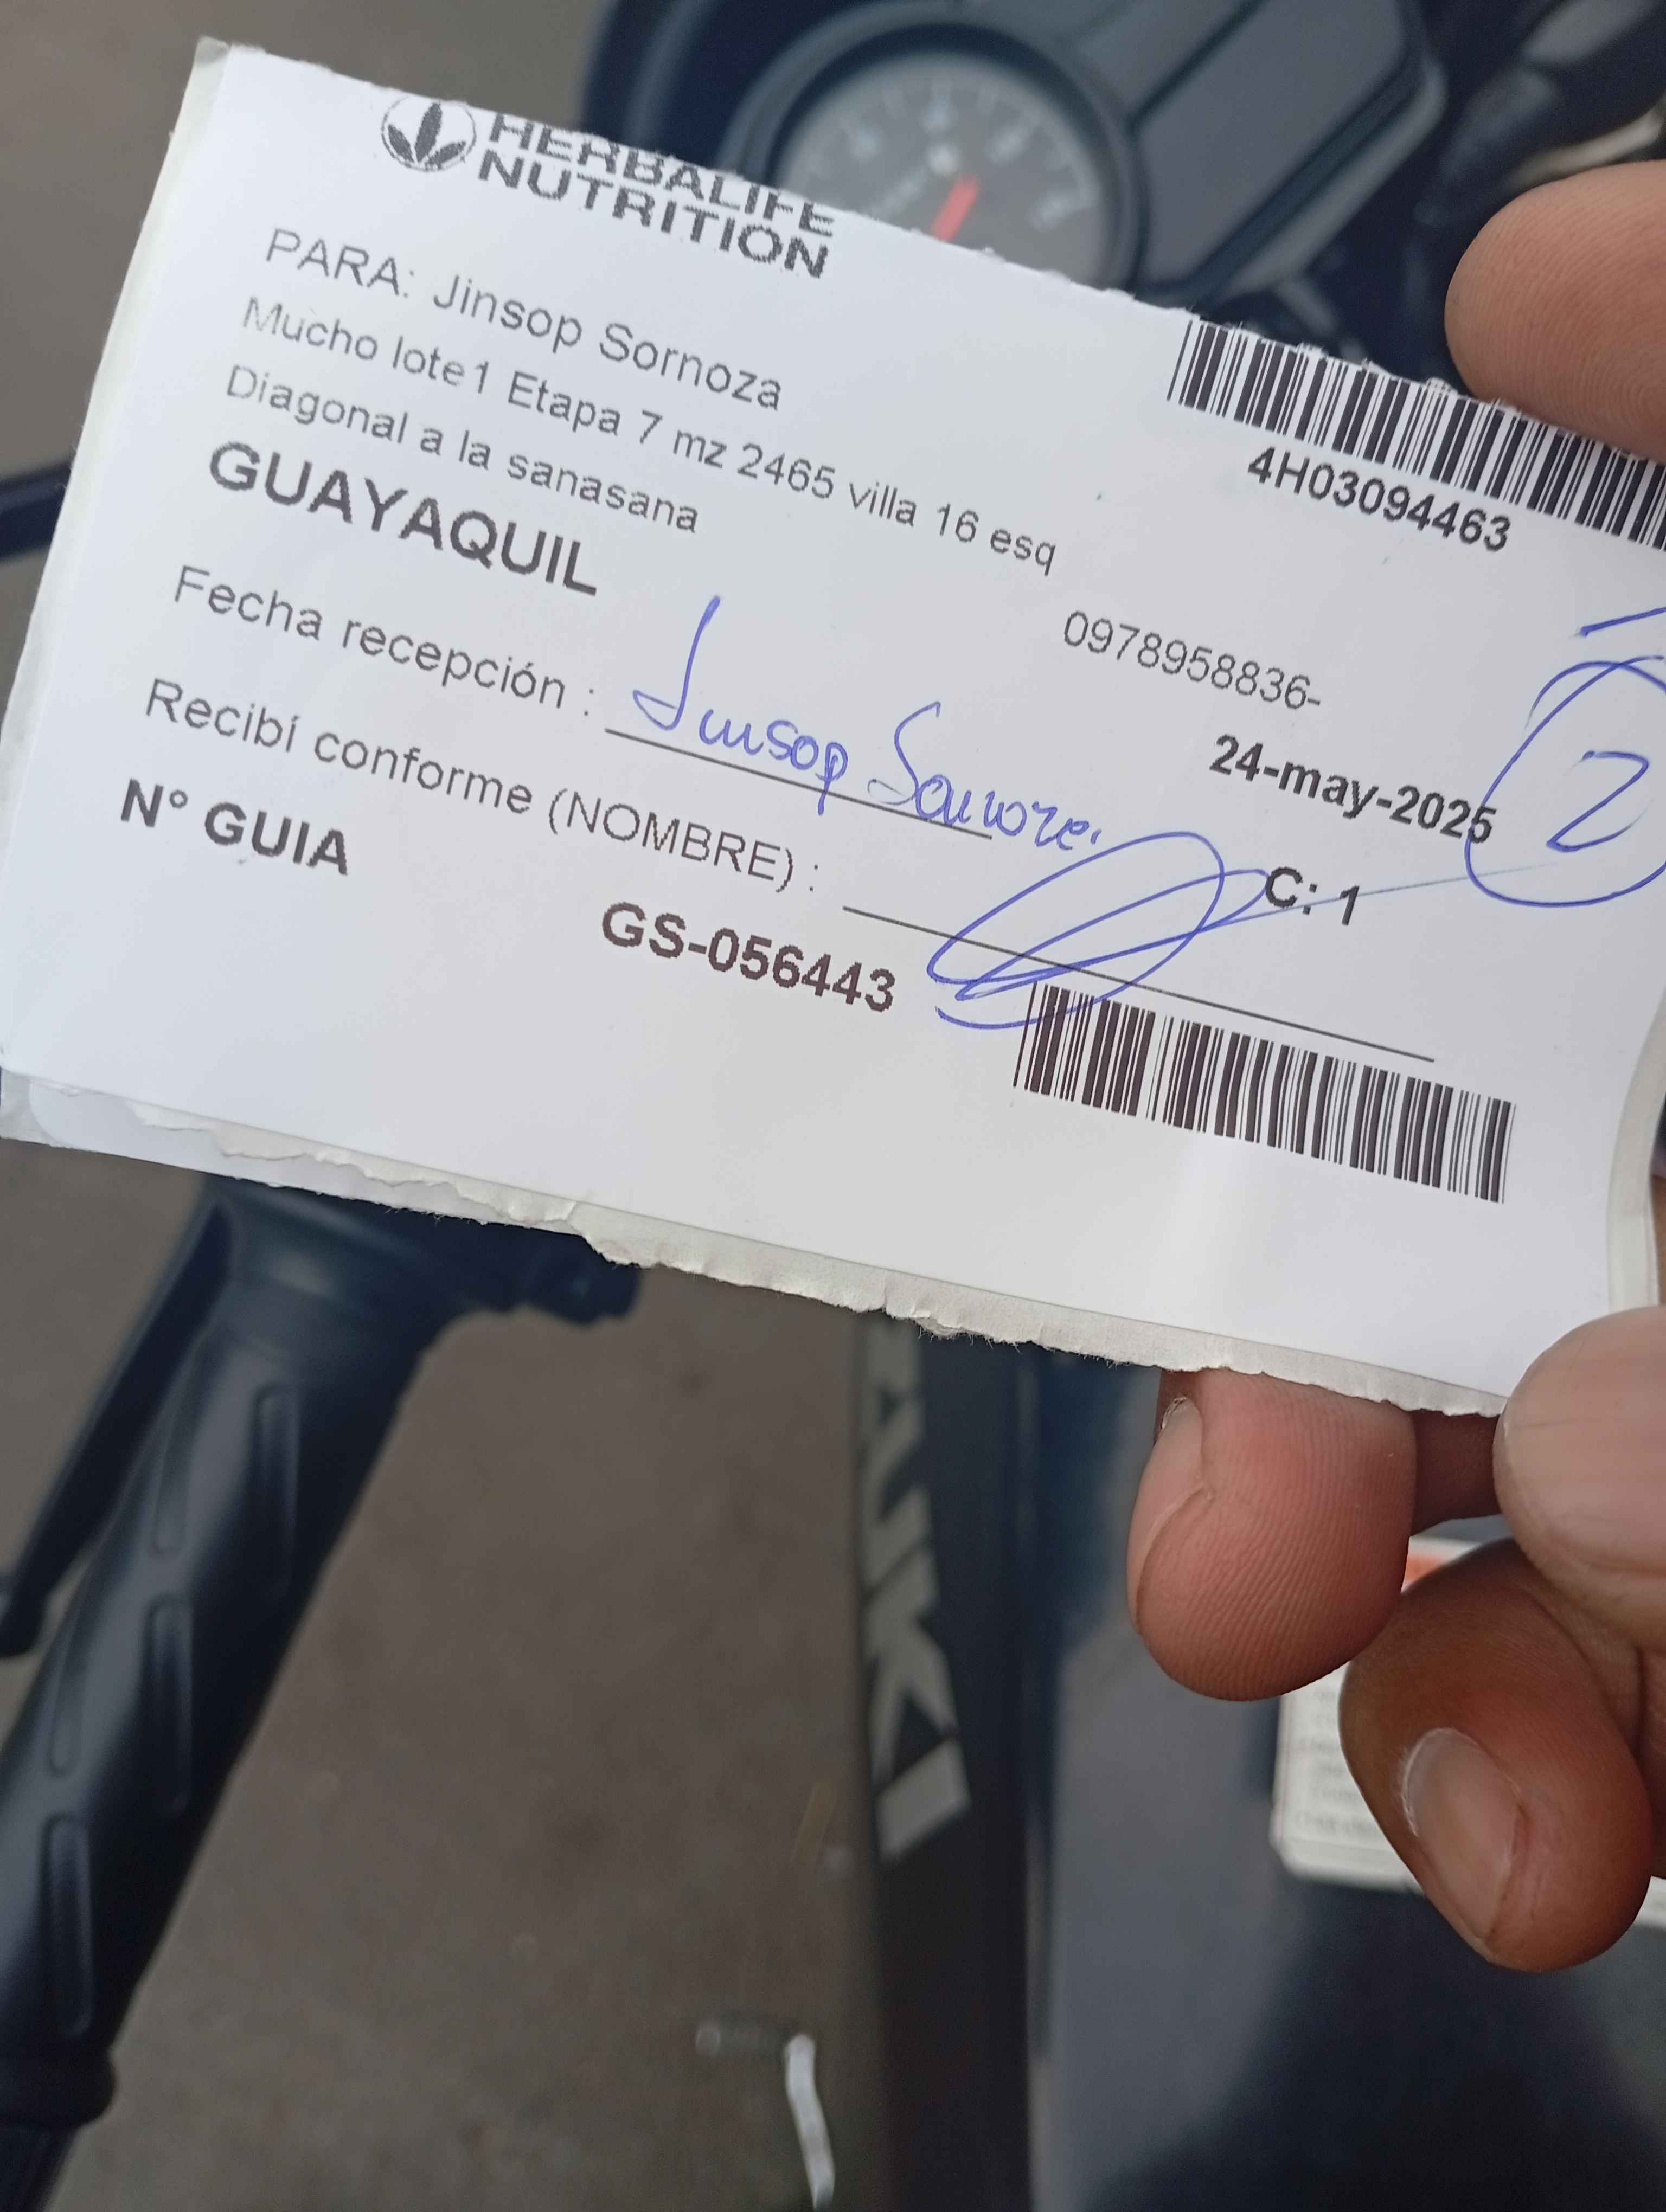 HERBALIFE
NUTRITION
PARA: Jinsop Sornoza
Mucho lote1 Etapa 7 mz 2465 villa 16 esq
Diagonal a la sanasana
GUAYAQUIL
4H03094463
0978958836-
Fecha recepción : Jinsop Sornoza
24-may-2025
2
Recibí conforme (NOMBRE) :
C: 1
N° GUIA
GS-056443